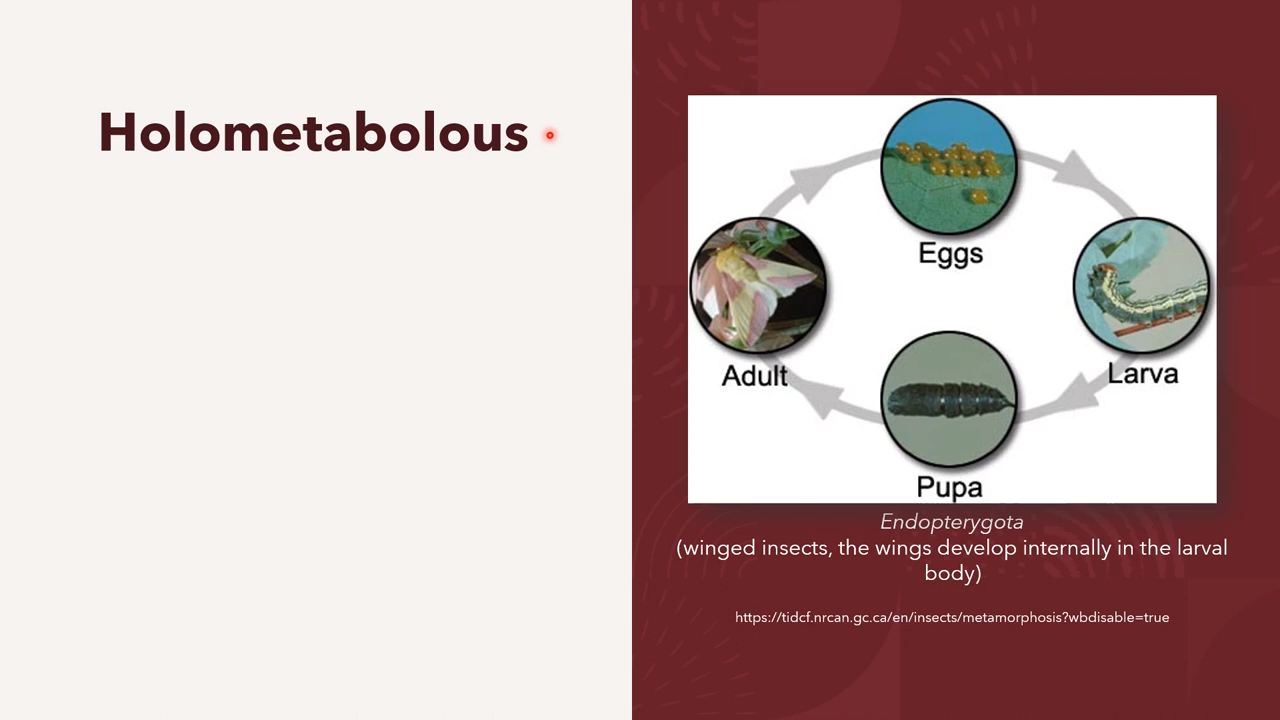 Holometabolous
Eggs
Adult
Larva
Pupa
Endopterygota
(winged insects, the wings develop internally in the larval
body)
https://tidcf.nrcan.gc.ca/en/insects/metamorphosis?wbdisable=true